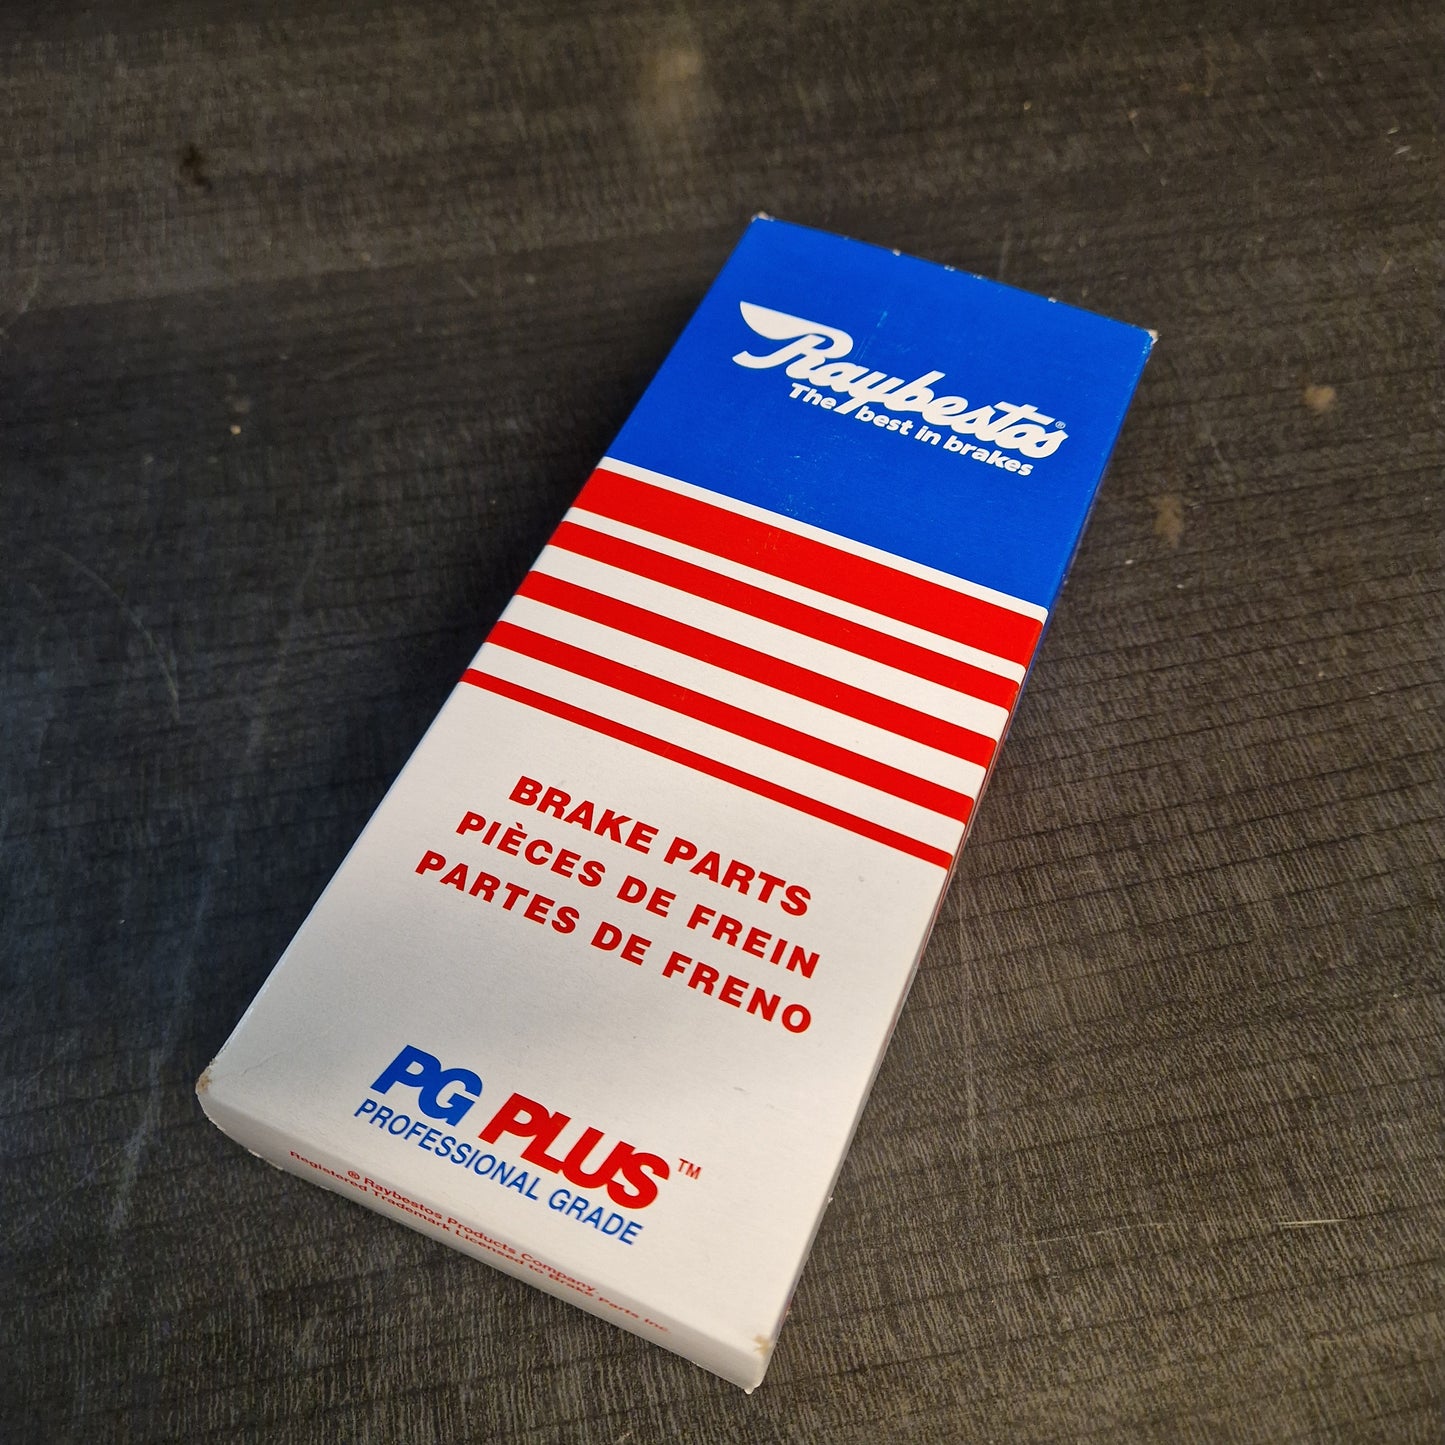 Raybestos®
The best in brakes
BRAKE PARTS
PIÈCES DE FREIN
PARTES DE FRENO
PG PLUS™
PROFESSIONAL GRADE
® Raybestos Products Company
Registered Trademark Licensed to Brake Parts Inc.